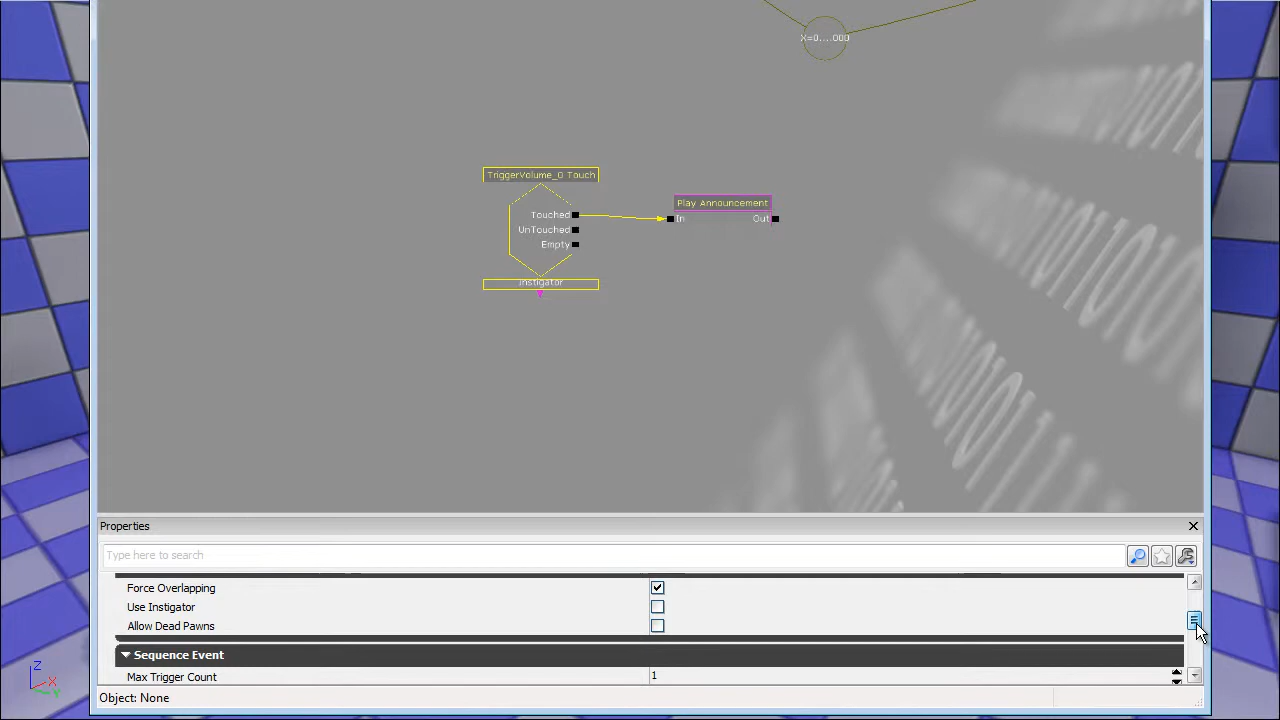 X=0....000
TriggerVolume_0 Touch
Play Announcement
Touched
In
Out
UnTouched
Empty
Instigator
Properties
Type here to search
Force Overlapping
Use Instigator
Allow Dead Pawns
Sequence Event
Max Trigger Count
1
Object: None
Z
X
Y